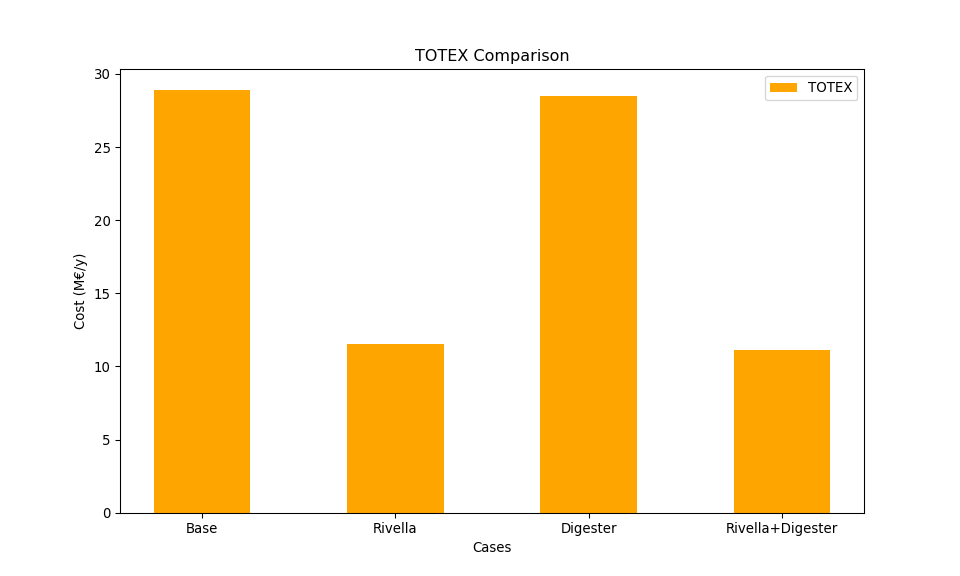 TOTEX Comparison
TOTEX
30
25
20
15
10
5
0
Cost (M€/y)
Base
Rivella
Digester
Rivella+Digester
Cases